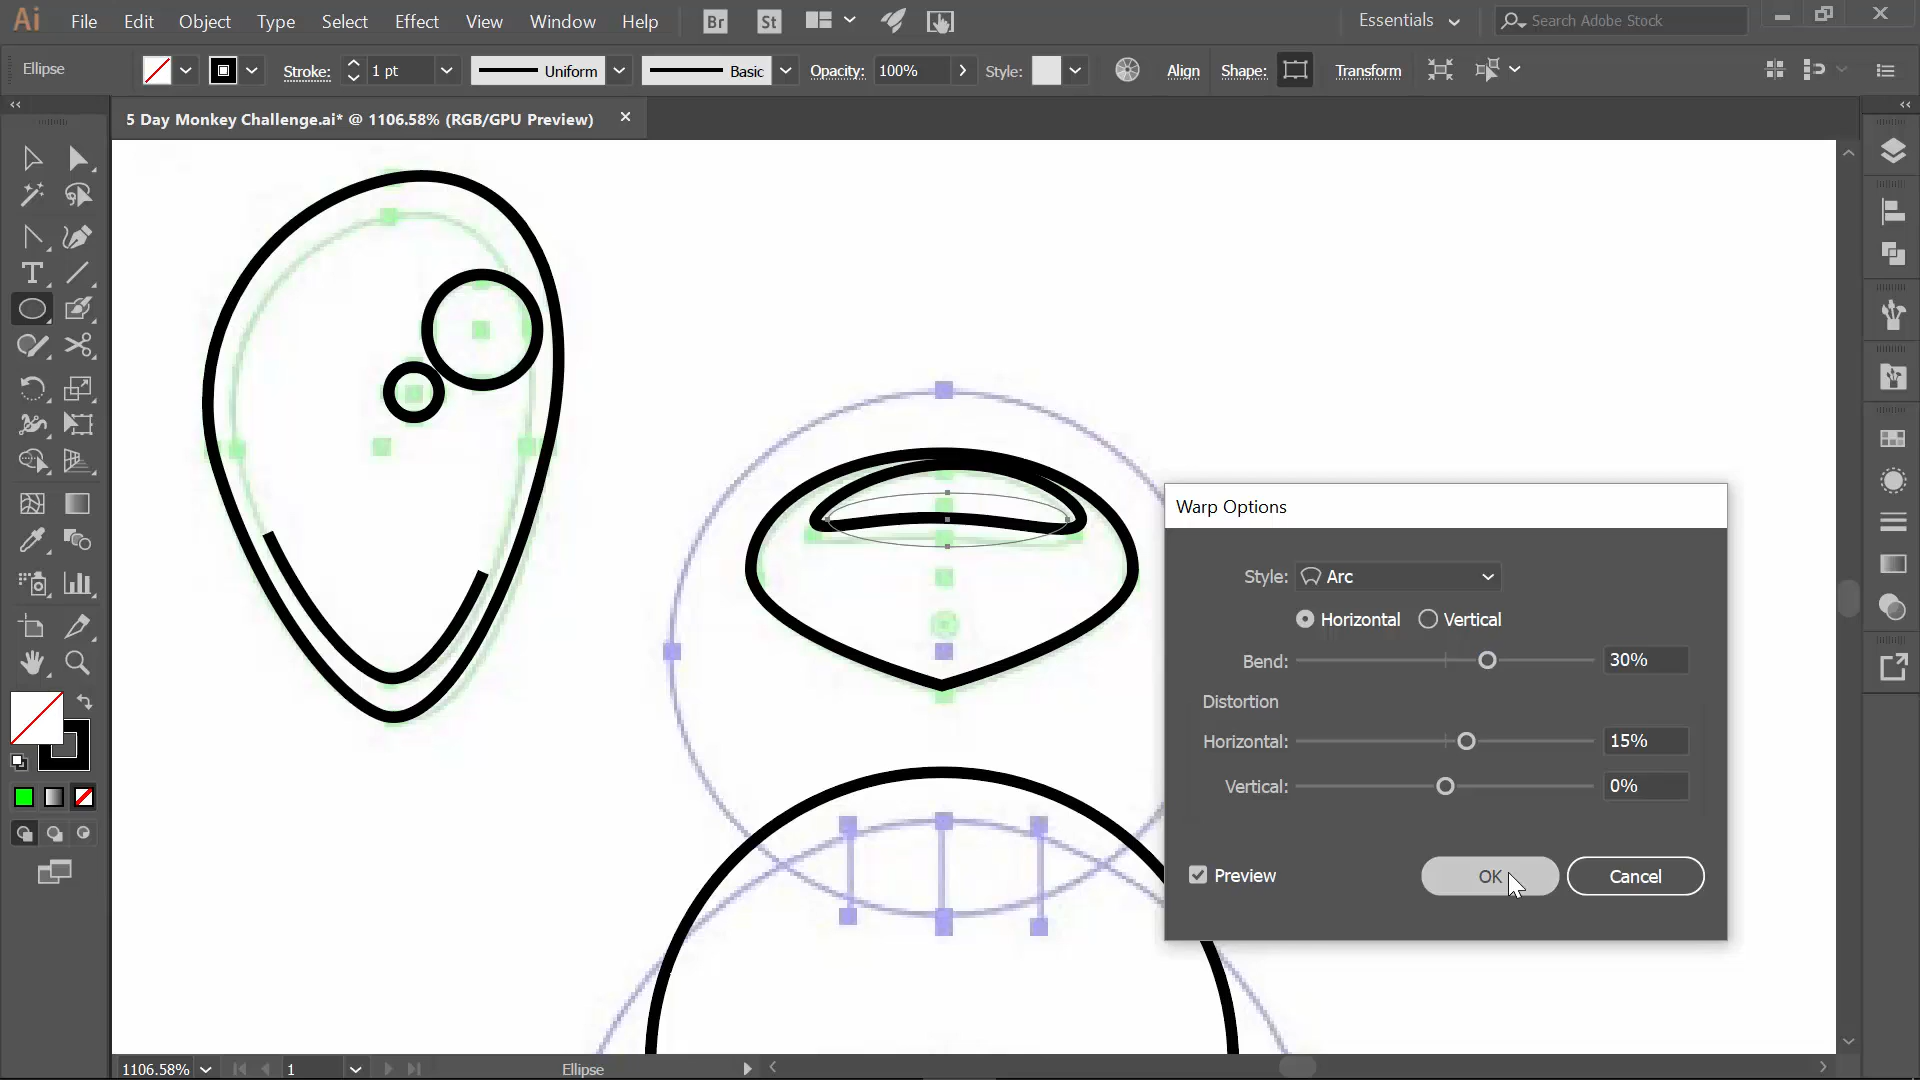 Ai File Edit Object Type Select Effect View Window Help Br St Essentials Search Adobe Stock
Ellipse Stroke: 1 pt Uniform Basic Opacity: 100% Style: Align Shape: Transform
5 Day Monkey Challenge.ai* @ 1106.58% (RGB/GPU Preview)
Warp Options
Style: Arc
Horizontal Vertical
Bend: 30%
Distortion
Horizontal: 15%
Vertical: 0%
Preview OK Cancel
1106.58% 1 Ellipse